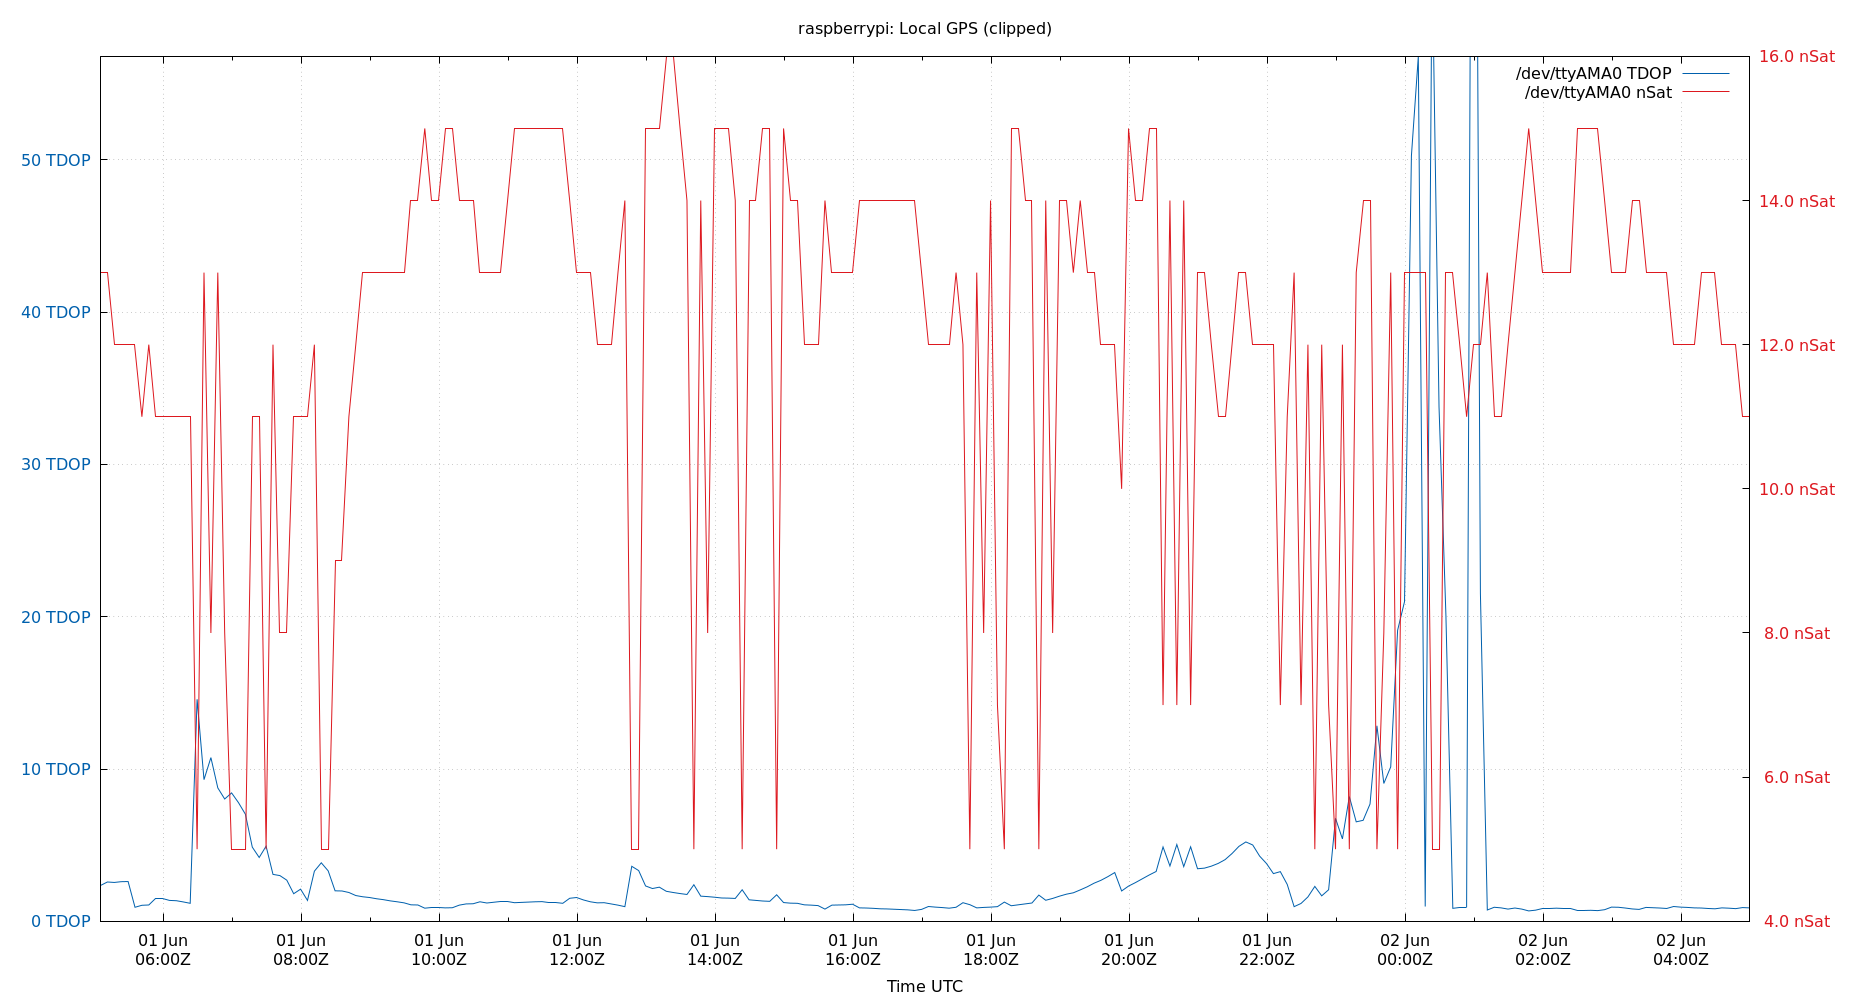 raspberrypi: Local GPS (clipped)
/dev/ttyAMA0 TDOP
/dev/ttyAMA0 nSat
50 TDOP
40 TDOP
30 TDOP
20 TDOP
10 TDOP
0 TDOP
16.0 nSat
14.0 nSat
12.0 nSat
10.0 nSat
8.0 nSat
6.0 nSat
4.0 nSat
01 Jun
06:00Z
01 Jun
08:00Z
01 Jun
10:00Z
01 Jun
12:00Z
01 Jun
14:00Z
01 Jun
16:00Z
01 Jun
18:00Z
01 Jun
20:00Z
01 Jun
22:00Z
02 Jun
00:00Z
02 Jun
02:00Z
02 Jun
04:00Z
Time UTC